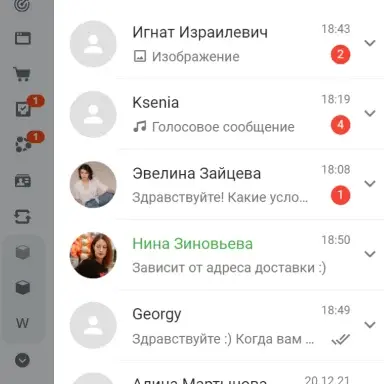 Игнат Израилевич 18:43
Изображение 2
1
Ksenia 18:19
Голосовое сообщение 4
1
Эвелина Зайцева 18:08
Здравствуйте! Какие усло... 1
Нина Зиновьева 18:50
Зависит от адреса доставки :)
Georgy 18:49
W
Здравствуйте :) Когда вам ...
Алина Мартынова 20.12.21